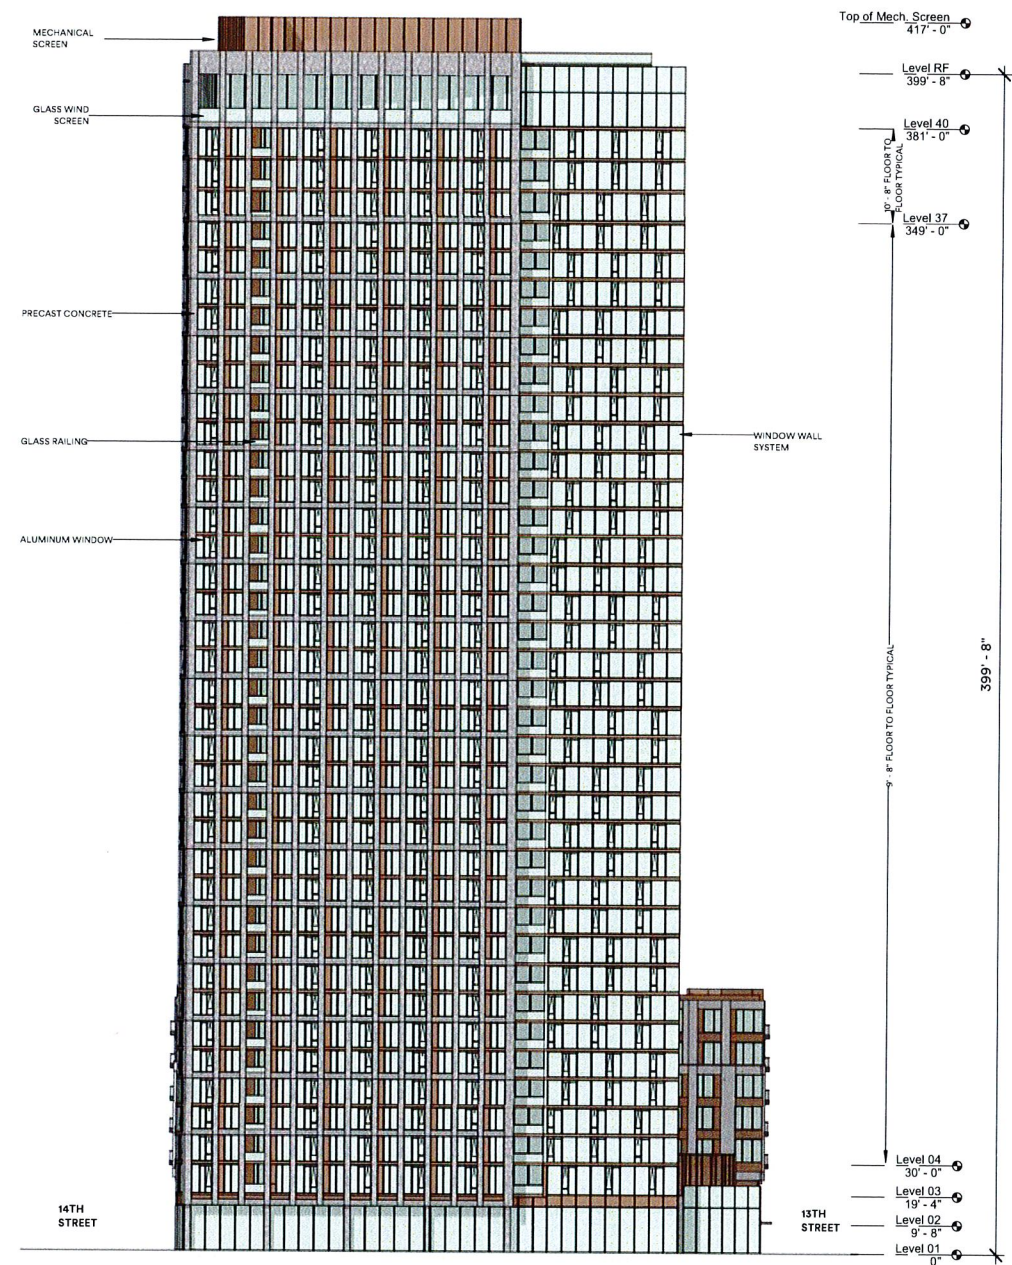 MECHANICAL
SCREEN
Top of Mech. Screen
417' - 0"
Level RF
399' - 8"
GLASS WIND
SCREEN
Level 40
381' - 0"
10' - 8" FLOOR TO
FLOOR TYPICAL
Level 37
349' - 0"
PRECAST CONCRETE
GLASS RAILING
WINDOW WALL
SYSTEM
ALUMINUM WINDOW
9' - 8" FLOOR TO FLOOR TYPICAL
399' - 8"
Level 04
30' - 0"
Level 03
19' - 4"
14TH
STREET
13TH
STREET
Level 02
9' - 8"
Level 01
0"